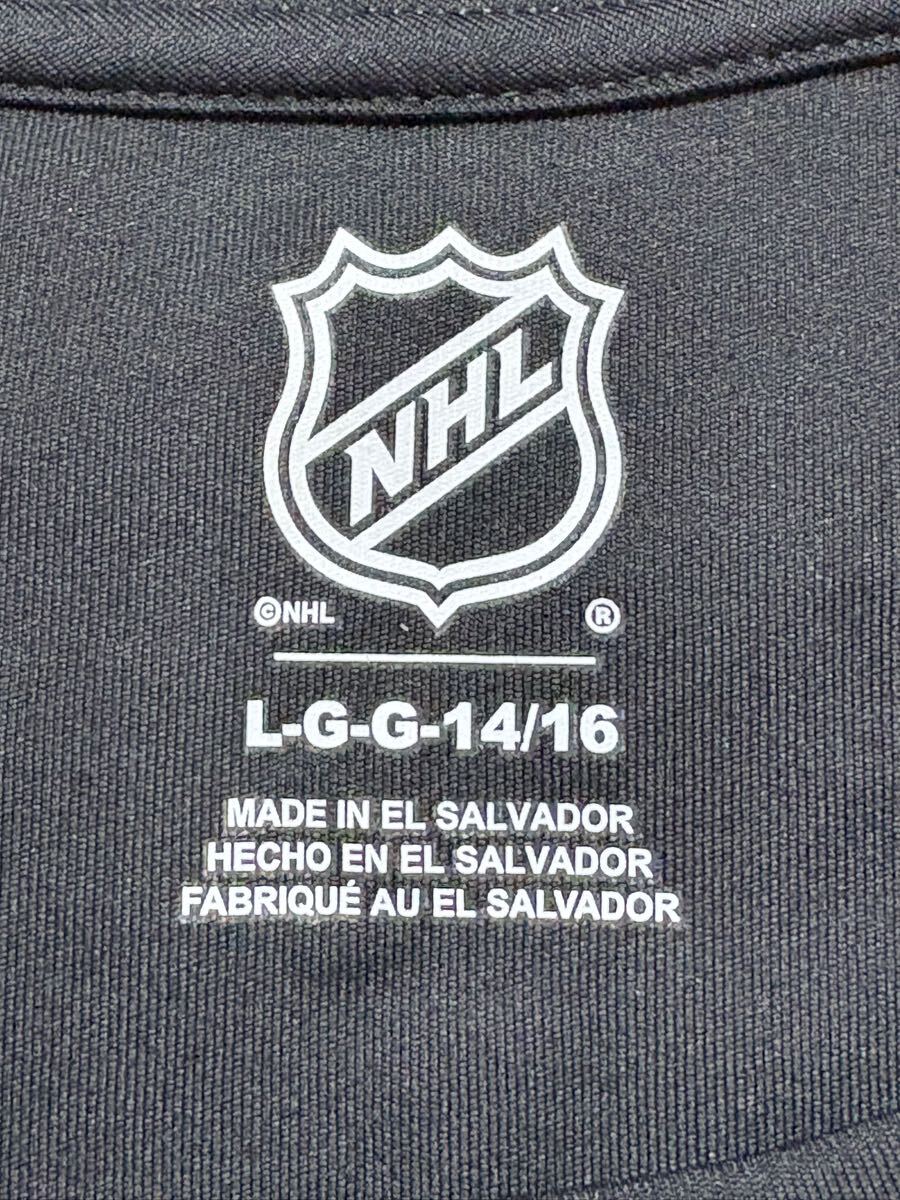 NHL
©NHL ®
L-G-G-14/16
MADE IN EL SALVADOR
HECHO EN EL SALVADOR
FABRIQUÉ AU EL SALVADOR